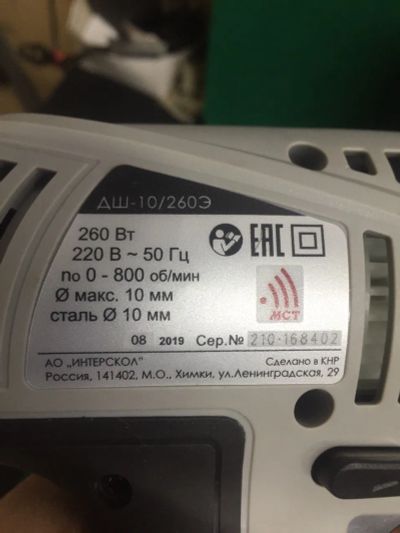 ДШ-10/260Э
260 Вт
220 В ~ 50 Гц
no 0 - 800 об/мин
Ø макс. 10 мм
сталь Ø 10 мм
EAC
МСТ
08 2019 Сер.№ 210-168402
АО „ИНТЕРСКОЛ" Сделано в КНР
Россия, 141402, М.О., Химки, ул.Ленинградская, 29